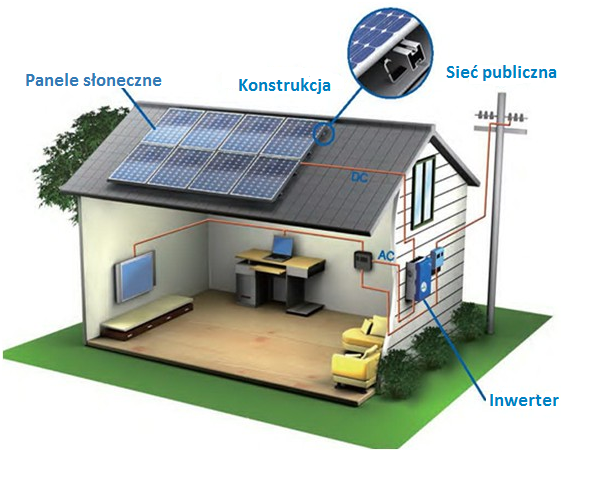 Sieć publiczna
Panele słoneczne
Konstrukcja
DC
AC
Inwerter